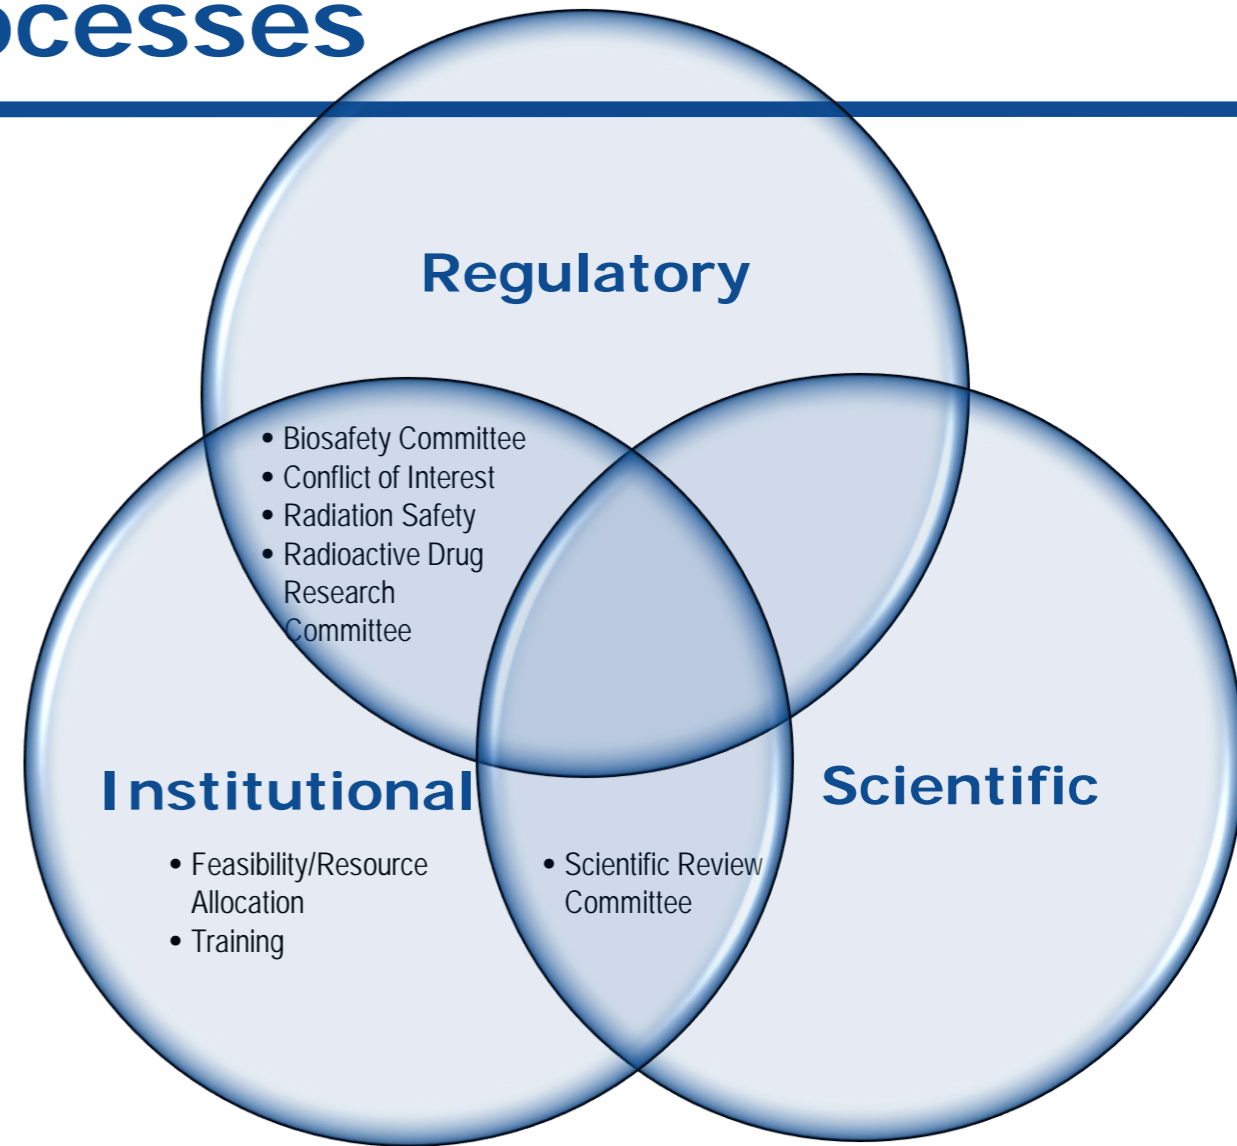 ocesses
Regulatory
• Biosafety Committee
• Conflict of Interest
• Radiation Safety
• Radioactive Drug
Research
Committee
Institutional
• Feasibility/Resource
Allocation
• Training
• Scientific Review
Committee
Scientific